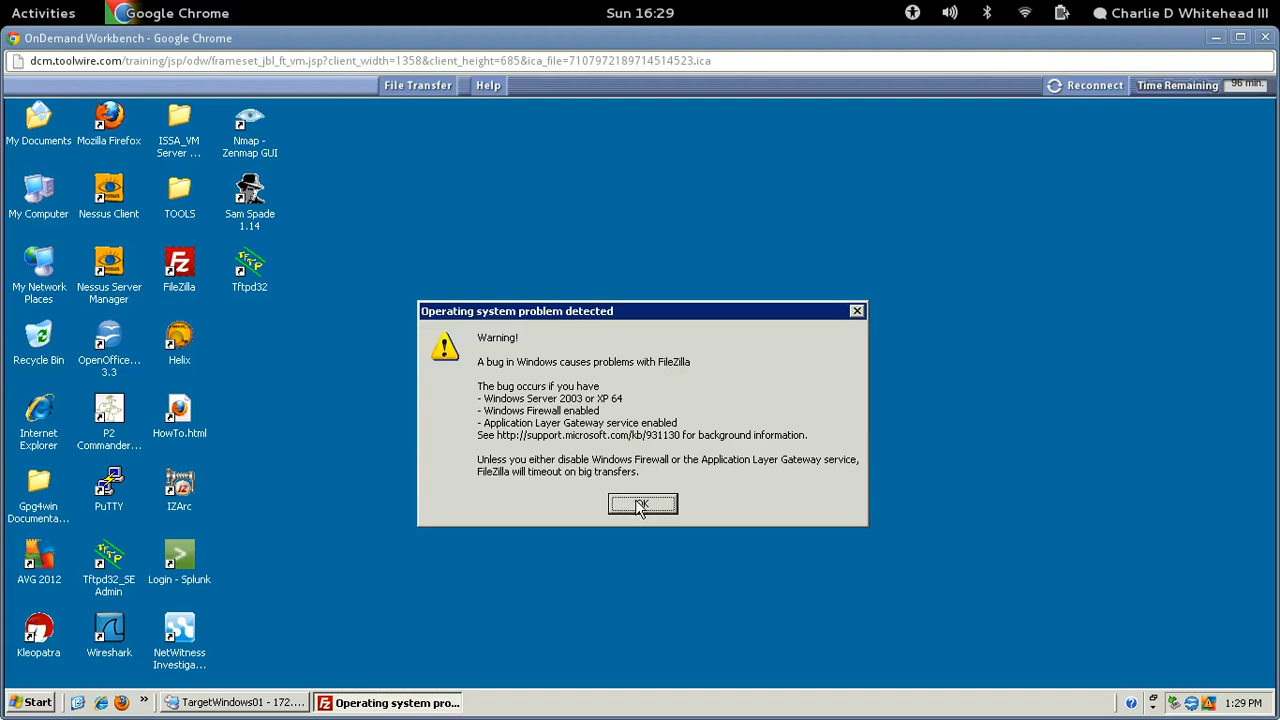 Activities
Google Chrome
Sun 16:29
Charlie D Whitehead III
OnDemand Workbench - Google Chrome
dcm.toolwire.com/training/jsp/odw/frameset_jbl_ft_vm.jsp?client_width=1358&client_height=685&ica_file=7107972189714514523.ica
File Transfer
Help
Reconnect
Time Remaining
96 min.
My Documents
Mozilla Firefox
ISSA_VM
Server ...
Nmap -
Zenmap GUI
My Computer
Nessus Client
TOOLS
Sam Spade
1.14
My Network
Places
Nessus Server
Manager
FileZilla
Tftpd32
Recycle Bin
OpenOffice...
3.3
Helix
Internet
Explorer
P2
Commander...
HowTo.html
Gpg4win
Documenta...
PuTTY
IZArc
AVG 2012
Tftpd32_SE
Admin
Login - Splunk
Kleopatra
Wireshark
NetWitness
Investiga...
Operating system problem detected
Warning!
A bug in Windows causes problems with FileZilla
The bug occurs if you have
- Windows Server 2003 or XP 64
- Windows Firewall enabled
- Application Layer Gateway service enabled
See http://support.microsoft.com/kb/931130 for background information.
Unless you either disable Windows Firewall or the Application Layer Gateway service,
FileZilla will timeout on big transfers.
OK
Start
TargetWindows01 - 172....
Operating system pro...
1:29 PM